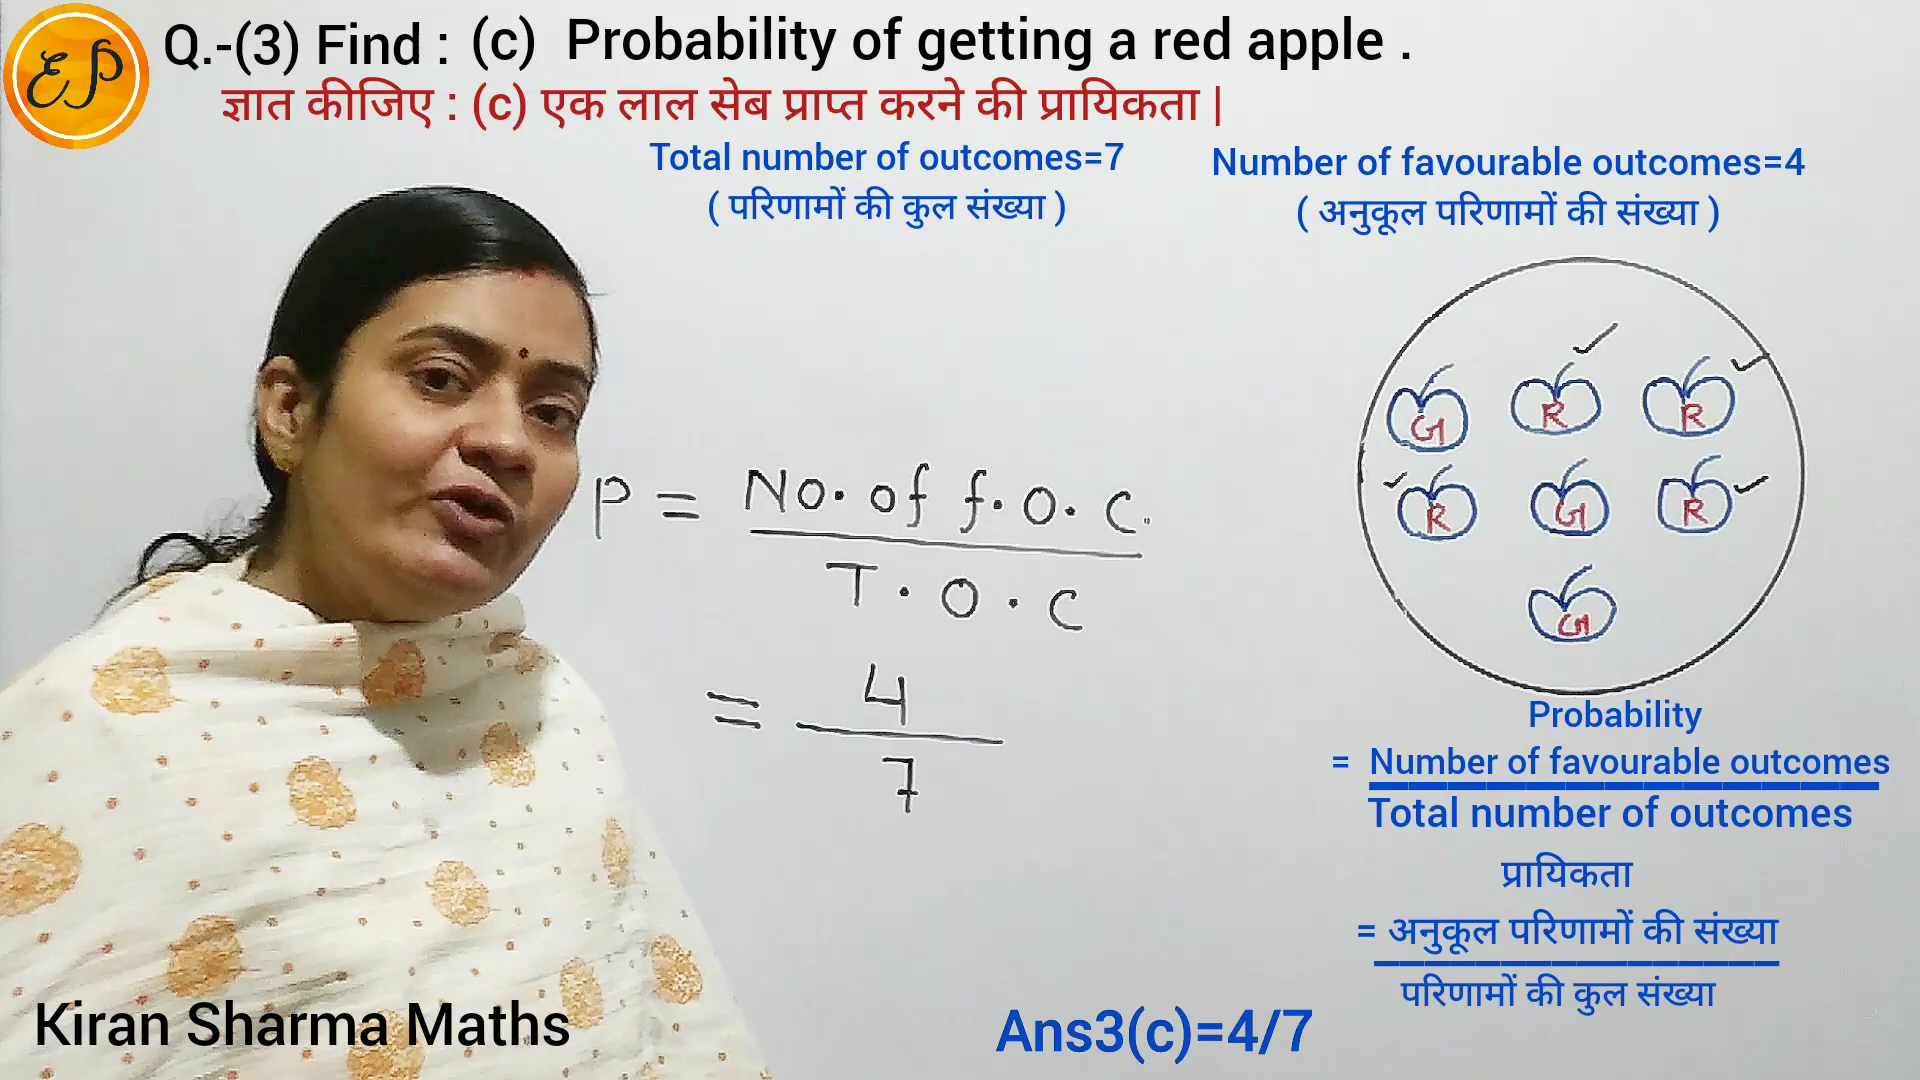 EP
Q.-(3) Find : (c) Probability of getting a red apple .
ज्ञात कीजिए : (c) एक लाल सेब प्राप्त करने की प्रायिकता |
Total number of outcomes=7
( परिणामों की कुल संख्या )
Number of favourable outcomes=4
( अनुकूल परिणामों की संख्या )
G R R
R G R
G
P = No. of f.O.C.
T.O.C
= 4
7
Probability
= Number of favourable outcomes
Total number of outcomes
प्रायिकता
= अनुकूल परिणामों की संख्या
परिणामों की कुल संख्या
Kiran Sharma Maths
Ans3(c)=4/7